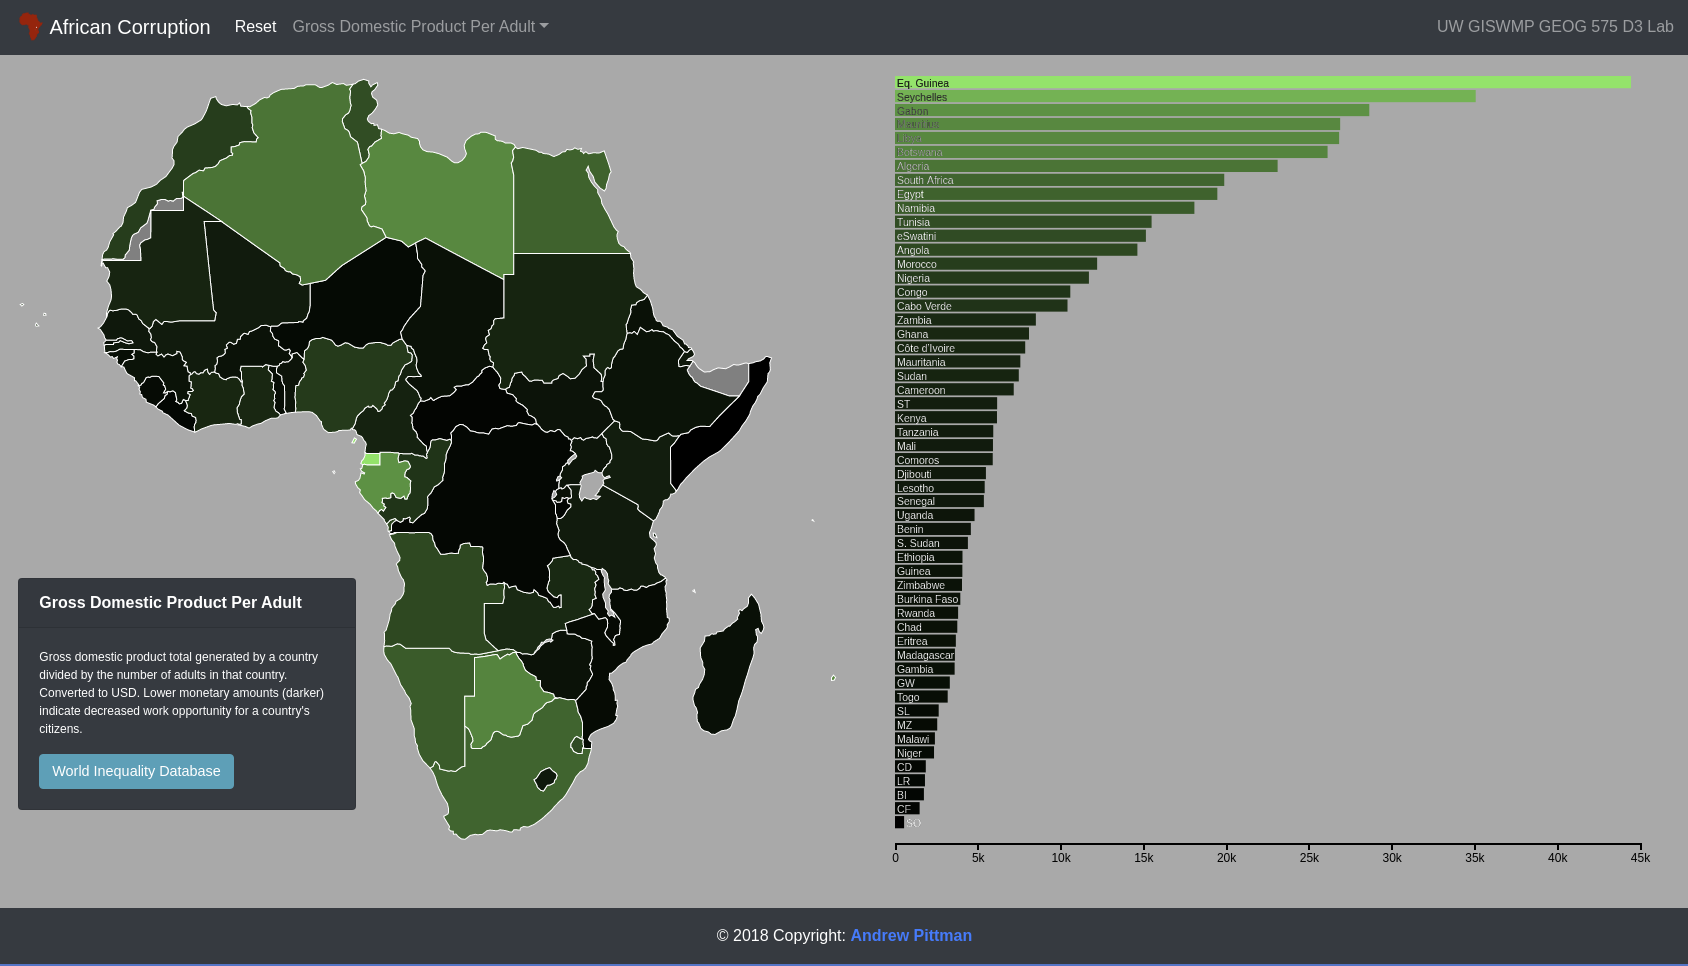 African Corruption Reset Gross Domestic Product Per Adult UW GISWMP GEOG 575 D3 Lab
Gross Domestic Product Per Adult
Gross domestic product total generated by a country
divided by the number of adults in that country.
Converted to USD. Lower monetary amounts (darker)
indicate decreased work opportunity for a country's
citizens.
World Inequality Database
Eq. Guinea
Seychelles
Gabon
Mauritius
Botswana
Algeria
South Africa
Egypt
Namibia
Tunisia
eSwatini
Angola
Morocco
Nigeria
Congo
Cabo Verde
Zambia
Ghana
Côte d'Ivoire
Mauritania
Sudan
Cameroon
ST
Kenya
Tanzania
Mali
Comoros
Djibouti
Lesotho
Senegal
Uganda
Benin
S. Sudan
Ethiopia
Guinea
Zimbabwe
Burkina Faso
Rwanda
Chad
Eritrea
Madagascar
Gambia
GW
Togo
SL
MZ
Malawi
Niger
CD
LR
BI
CF
SO
0 5k 10k 15k 20k 25k 30k 35k 40k 45k
© 2018 Copyright: Andrew Pittman